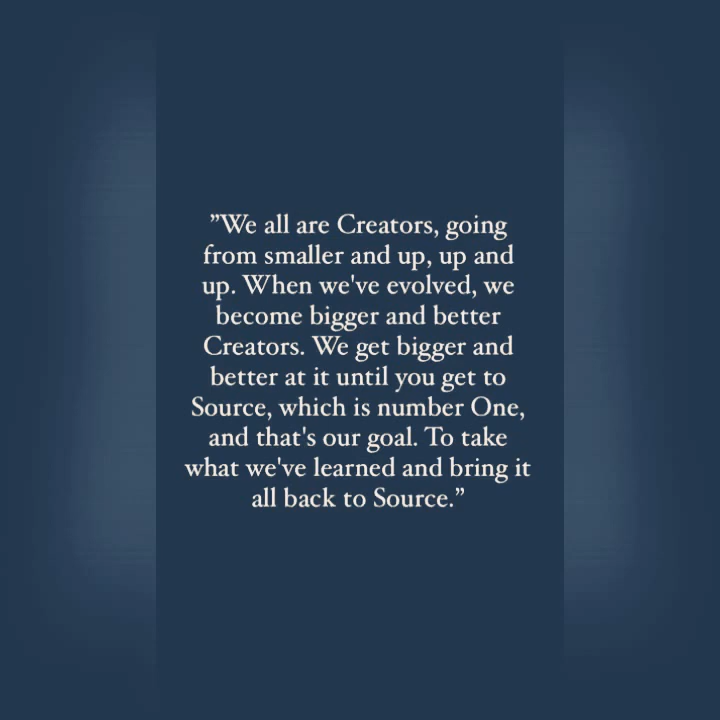 ”We all are Creators, going
from smaller and up, up and
up. When we've evolved, we
become bigger and better
Creators. We get bigger and
better at it until you get to
Source, which is number One,
and that's our goal. To take
what we've learned and bring it
all back to Source.”